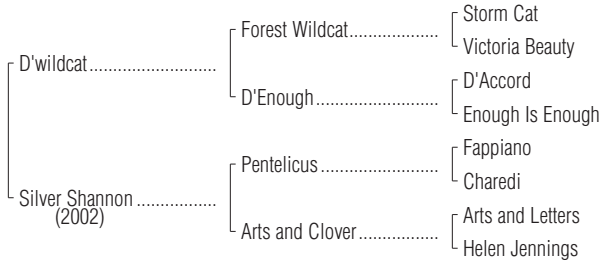 Storm Cat
Forest Wildcat...................
Victoria Beauty
D'wildcat...........................
D'Accord
D'Enough..........................
Enough Is Enough
Fappiano
Pentelicus .........................
Charedi
Silver Shannon .................
(2002)
Arts and Letters
Arts and Clover.................
Helen Jennings